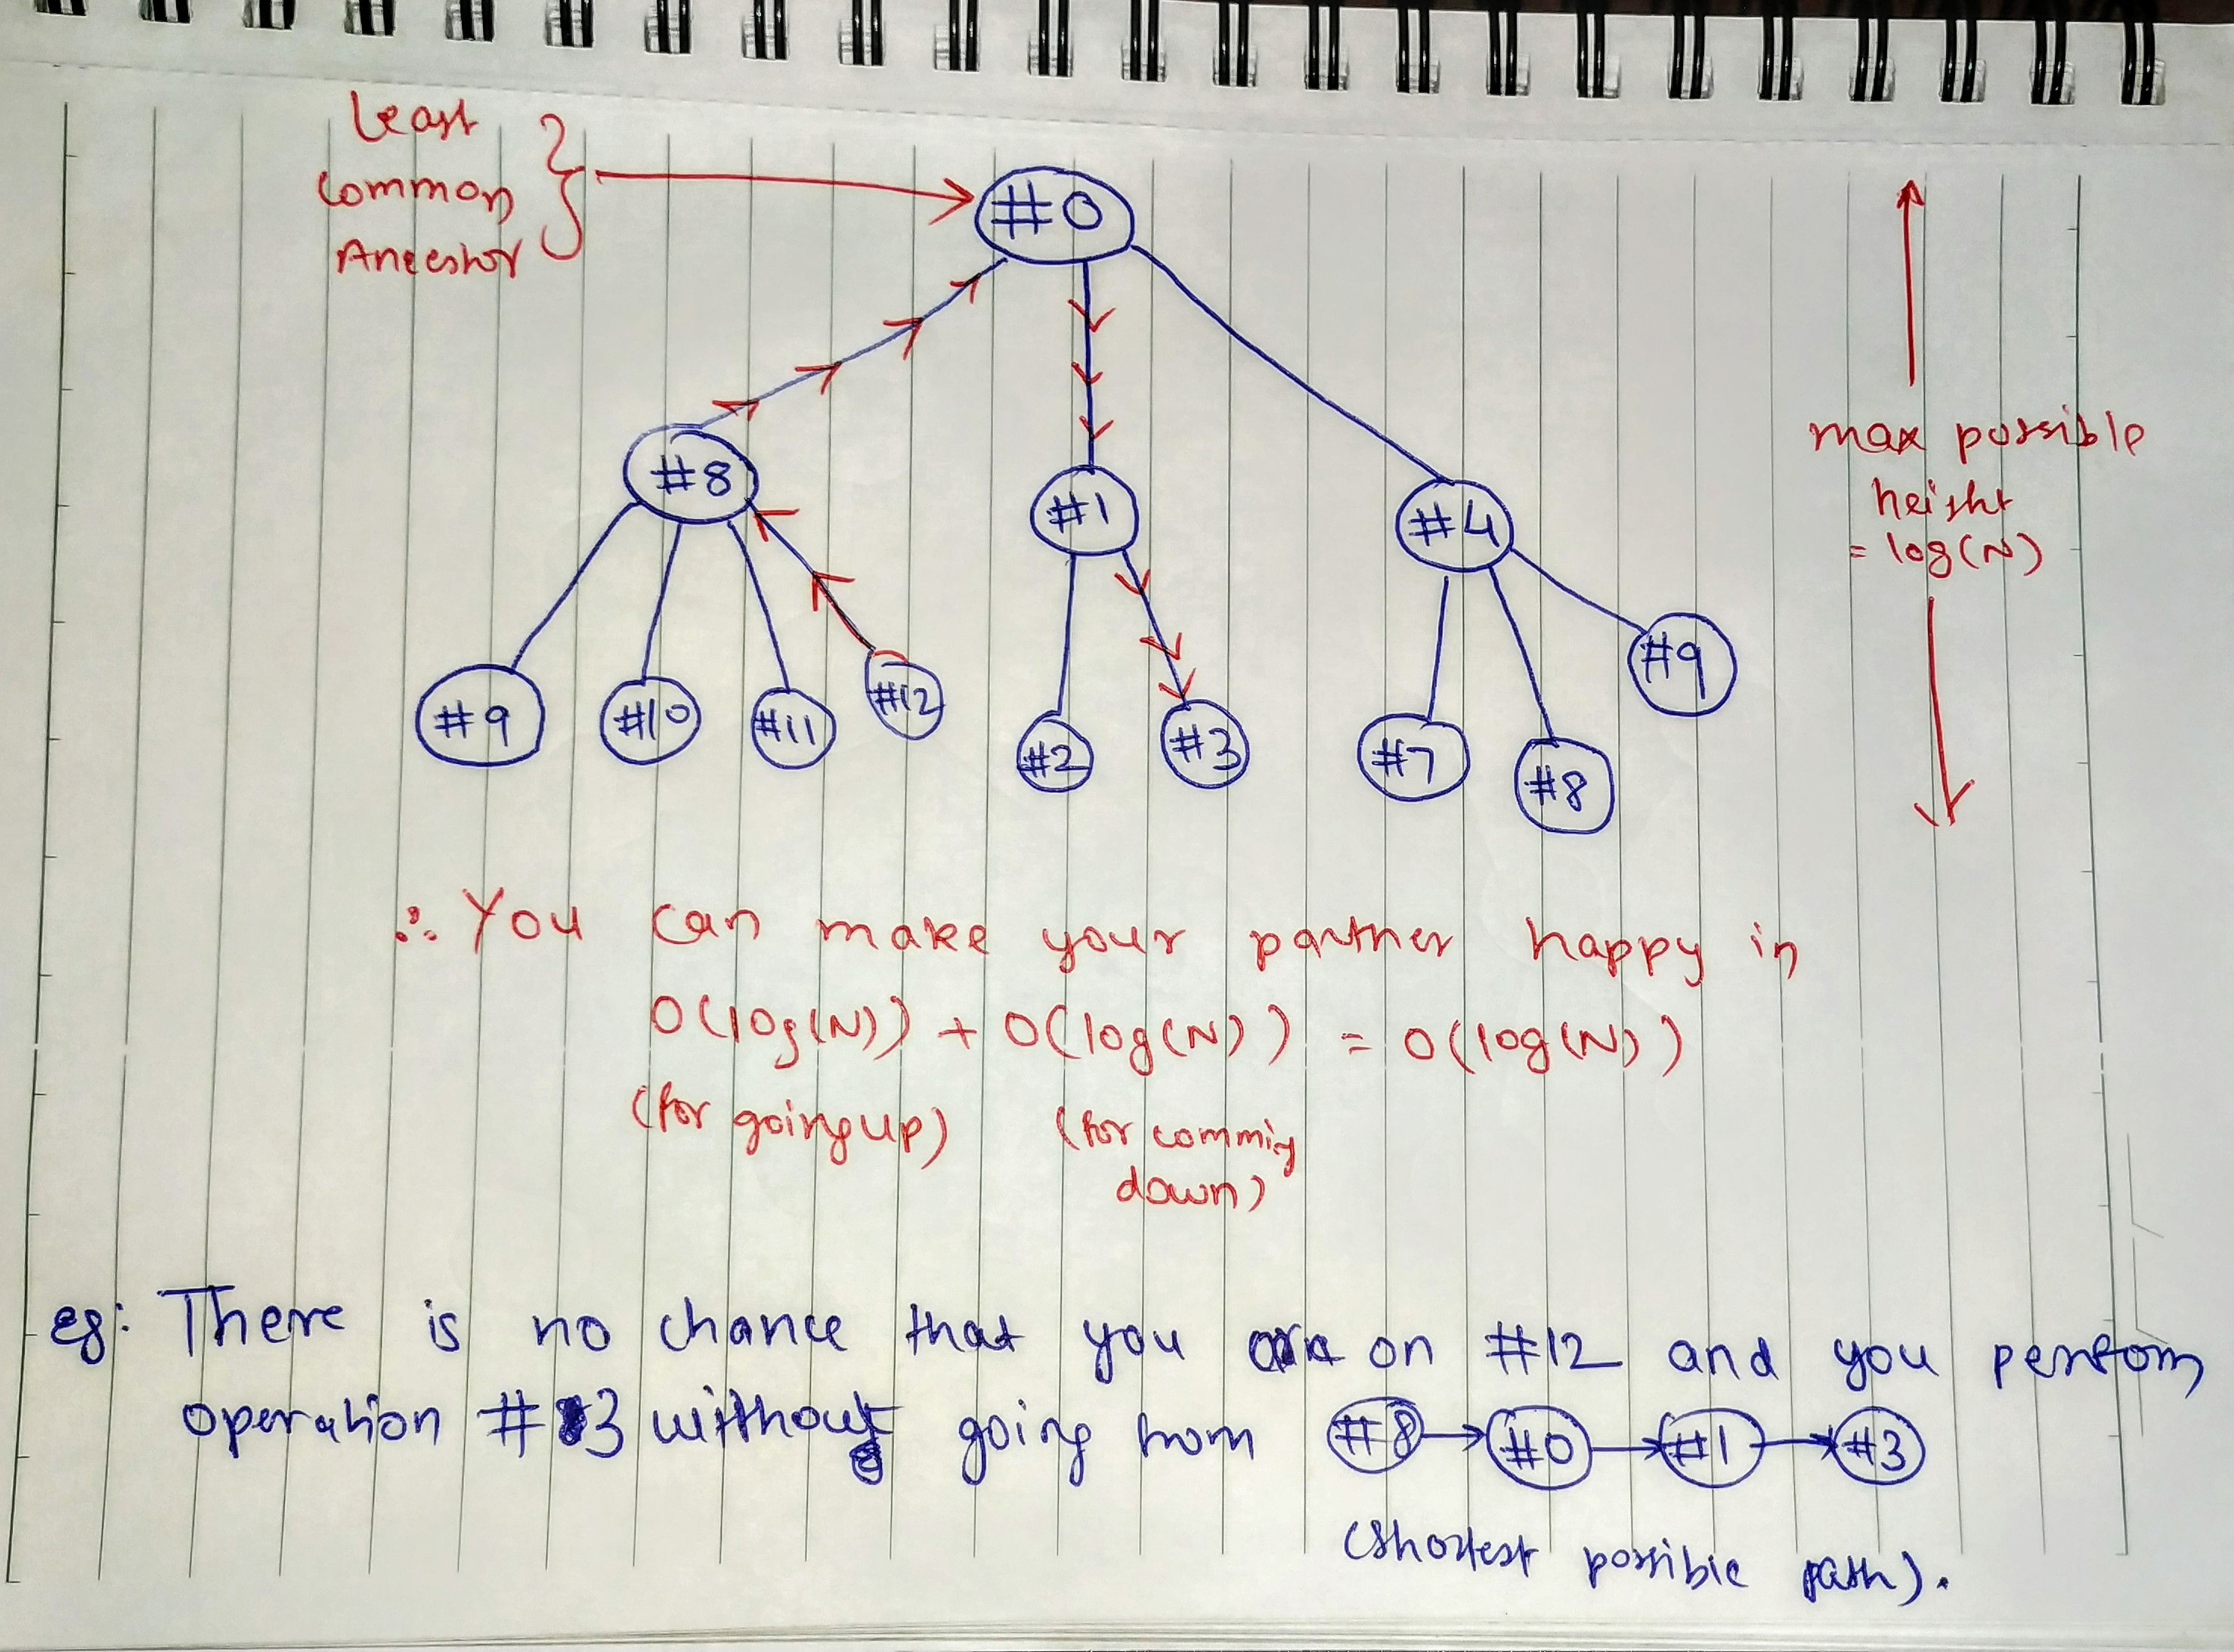 Least
Common
Ancestor
#0
#8
#1
#4
max possible
height
= log(N)
#9
#10
#11
#12
#2
#3
#7
#8
#9
∴ You can make your partner happy in
O(log(N)) + O(log(N)) = O(log(N))
(for going up) (for comming
down)
eg: There is no chance that you are on #12 and you perfom
operation #3 without going from #8 → #0 → #1 → #3
(shortest possible path).